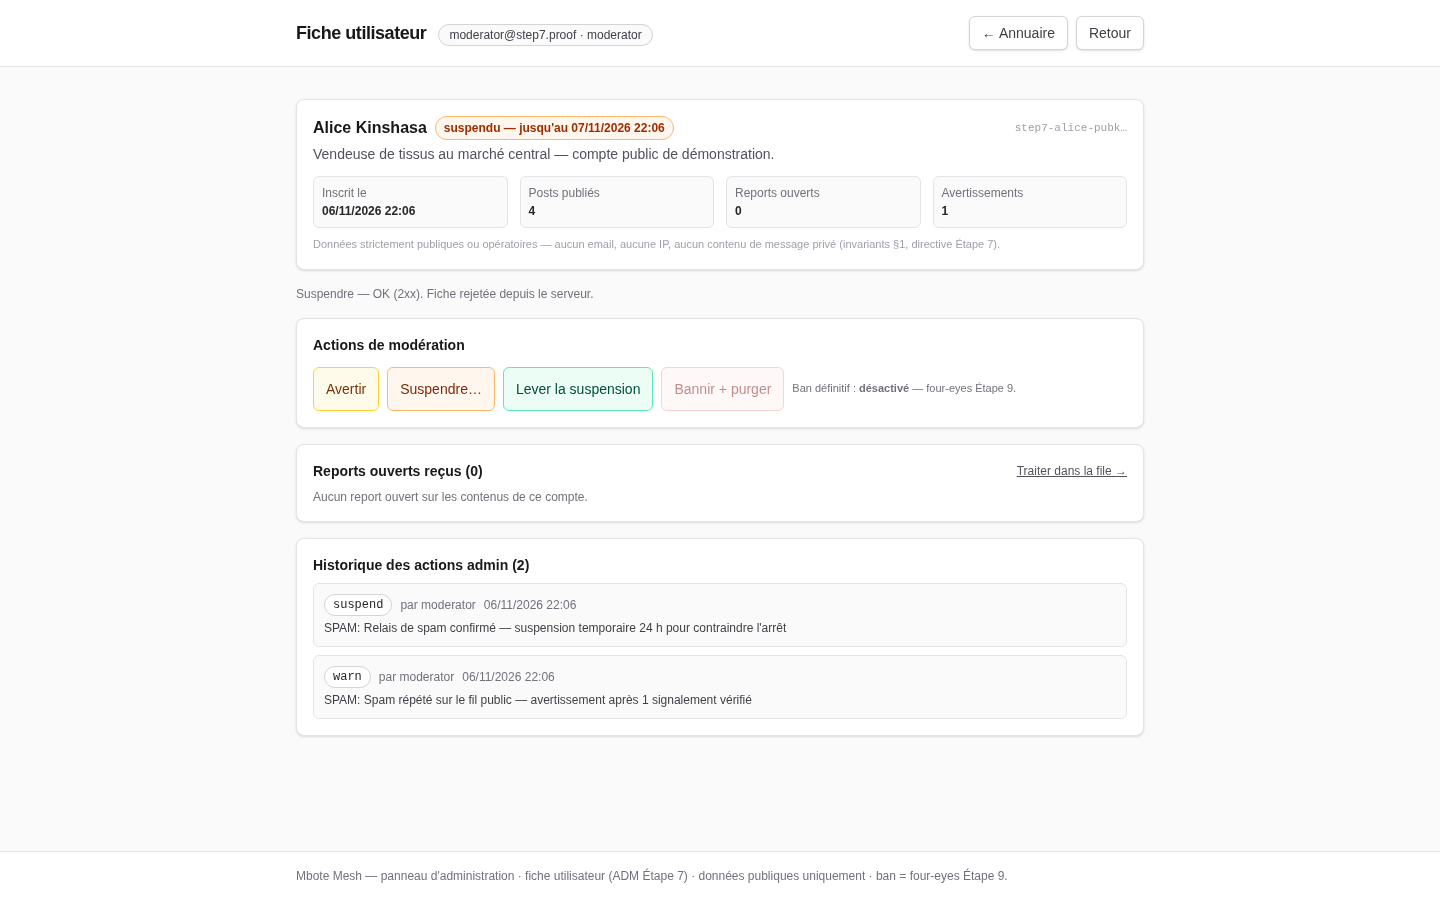 Fiche utilisateur
moderator@step7.proof · moderator
← Annuaire
Retour
Alice Kinshasa
suspendu — jusqu'au 07/11/2026 22:06
step7-alice-pubk…
Vendeuse de tissus au marché central — compte public de démonstration.
Inscrit le
06/11/2026 22:06
Posts publiés
4
Reports ouverts
0
Avertissements
1
Données strictement publiques ou opératoires — aucun email, aucune IP, aucun contenu de message privé (invariants §1, directive Étape 7).
Suspendre — OK (2xx). Fiche rejetée depuis le serveur.
Actions de modération
Avertir
Suspendre…
Lever la suspension
Bannir + purger
Ban définitif : désactivé — four-eyes Étape 9.
Reports ouverts reçus (0)
Traiter dans la file →
Aucun report ouvert sur les contenus de ce compte.
Historique des actions admin (2)
suspend par moderator 06/11/2026 22:06
SPAM: Relais de spam confirmé — suspension temporaire 24 h pour contraindre l'arrêt
warn par moderator 06/11/2026 22:06
SPAM: Spam répété sur le fil public — avertissement après 1 signalement vérifié
Mbote Mesh — panneau d'administration · fiche utilisateur (ADM Étape 7) · données publiques uniquement · ban = four-eyes Étape 9.